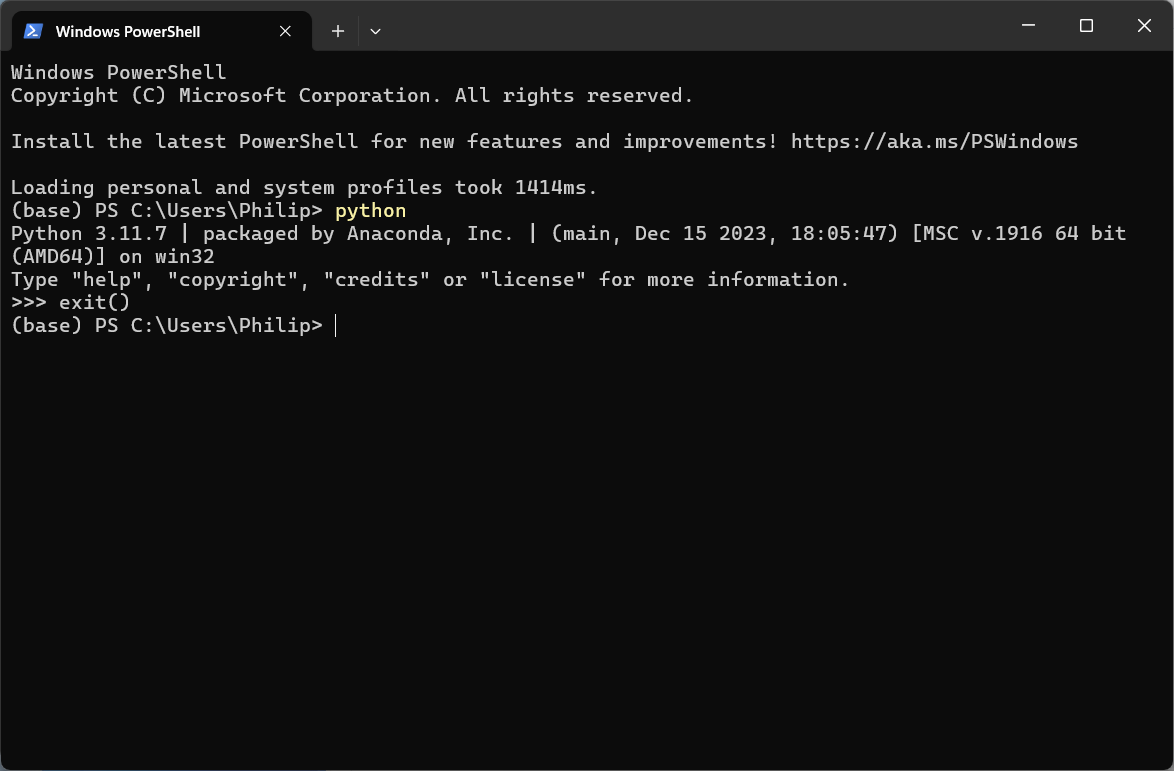 Windows PowerShell
Windows PowerShell
Copyright (C) Microsoft Corporation. All rights reserved.
Install the latest PowerShell for new features and improvements! https://aka.ms/PSWindows
Loading personal and system profiles took 1414ms.
(base) PS C:\Users\Philip> python
Python 3.11.7 | packaged by Anaconda, Inc. | (main, Dec 15 2023, 18:05:47) [MSC v.1916 64 bit
(AMD64)] on win32
Type "help", "copyright", "credits" or "license" for more information.
>>> exit()
(base) PS C:\Users\Philip>